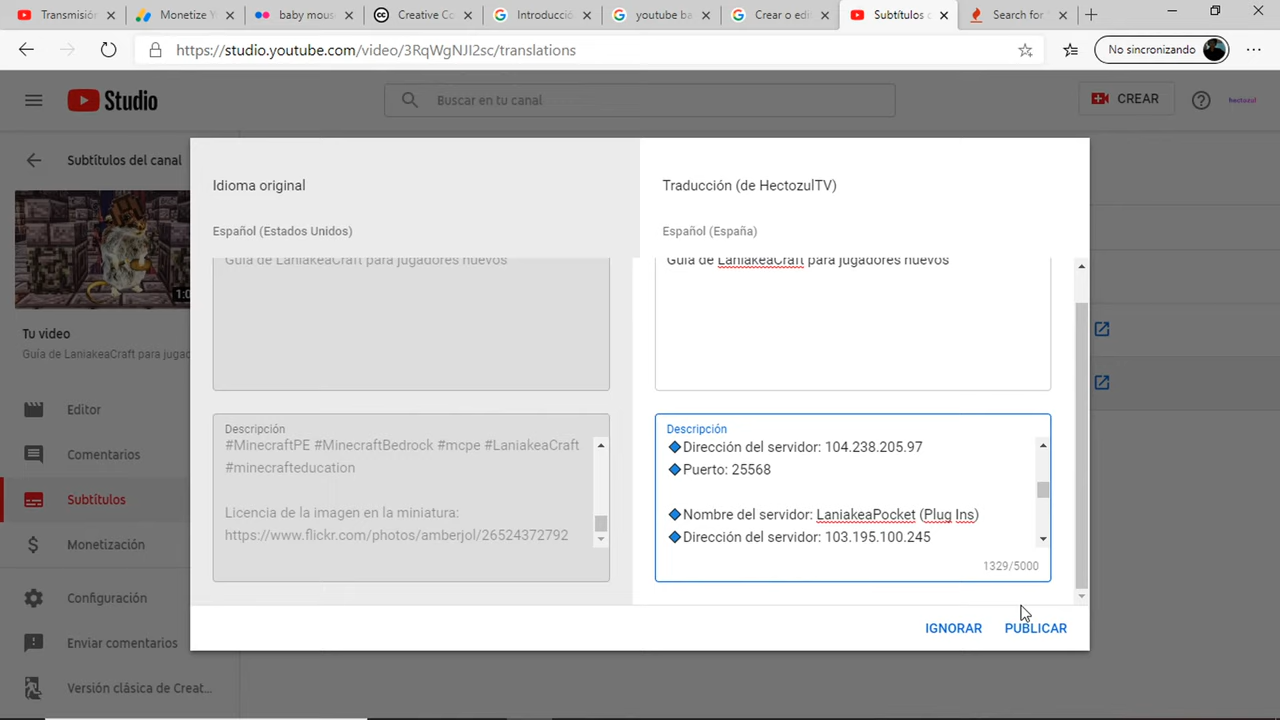 Transmisión
Monetize Y
baby mous
Creative Co
Introducció
youtube ba
Crear o edi
Subtítulos c
Search for
https://studio.youtube.com/video/3RqWgNJI2sc/translations
No sincronizando
Studio
Buscar en tu canal
CREAR
hectozul
Subtítulos del canal
Idioma original
Traducción (de HectozulTV)
Español (Estados Unidos)
Español (España)
Guía de LaniakeaCraft para jugadores nuevos
Guía de LaniakeaCraft para jugadores nuevos
1:0
Tu video
Guía de LaniakeaCraft para jugad
Editor
Comentarios
Subtítulos
Monetización
Configuración
Enviar comentarios
Versión clásica de Creat...
Descripción
#MinecraftPE #MinecraftBedrock #mcpe #LaniakeaCraft
#minecrafteducation
Licencia de la imagen en la miniatura:
https://www.flickr.com/photos/amberjol/26524372792
Descripción
🔷Dirección del servidor: 104.238.205.97
🔷Puerto: 25568
🔷Nombre del servidor: LaniakeaPocket (Plug Ins)
🔷Dirección del servidor: 103.195.100.245
1329/5000
IGNORAR
PUBLICAR